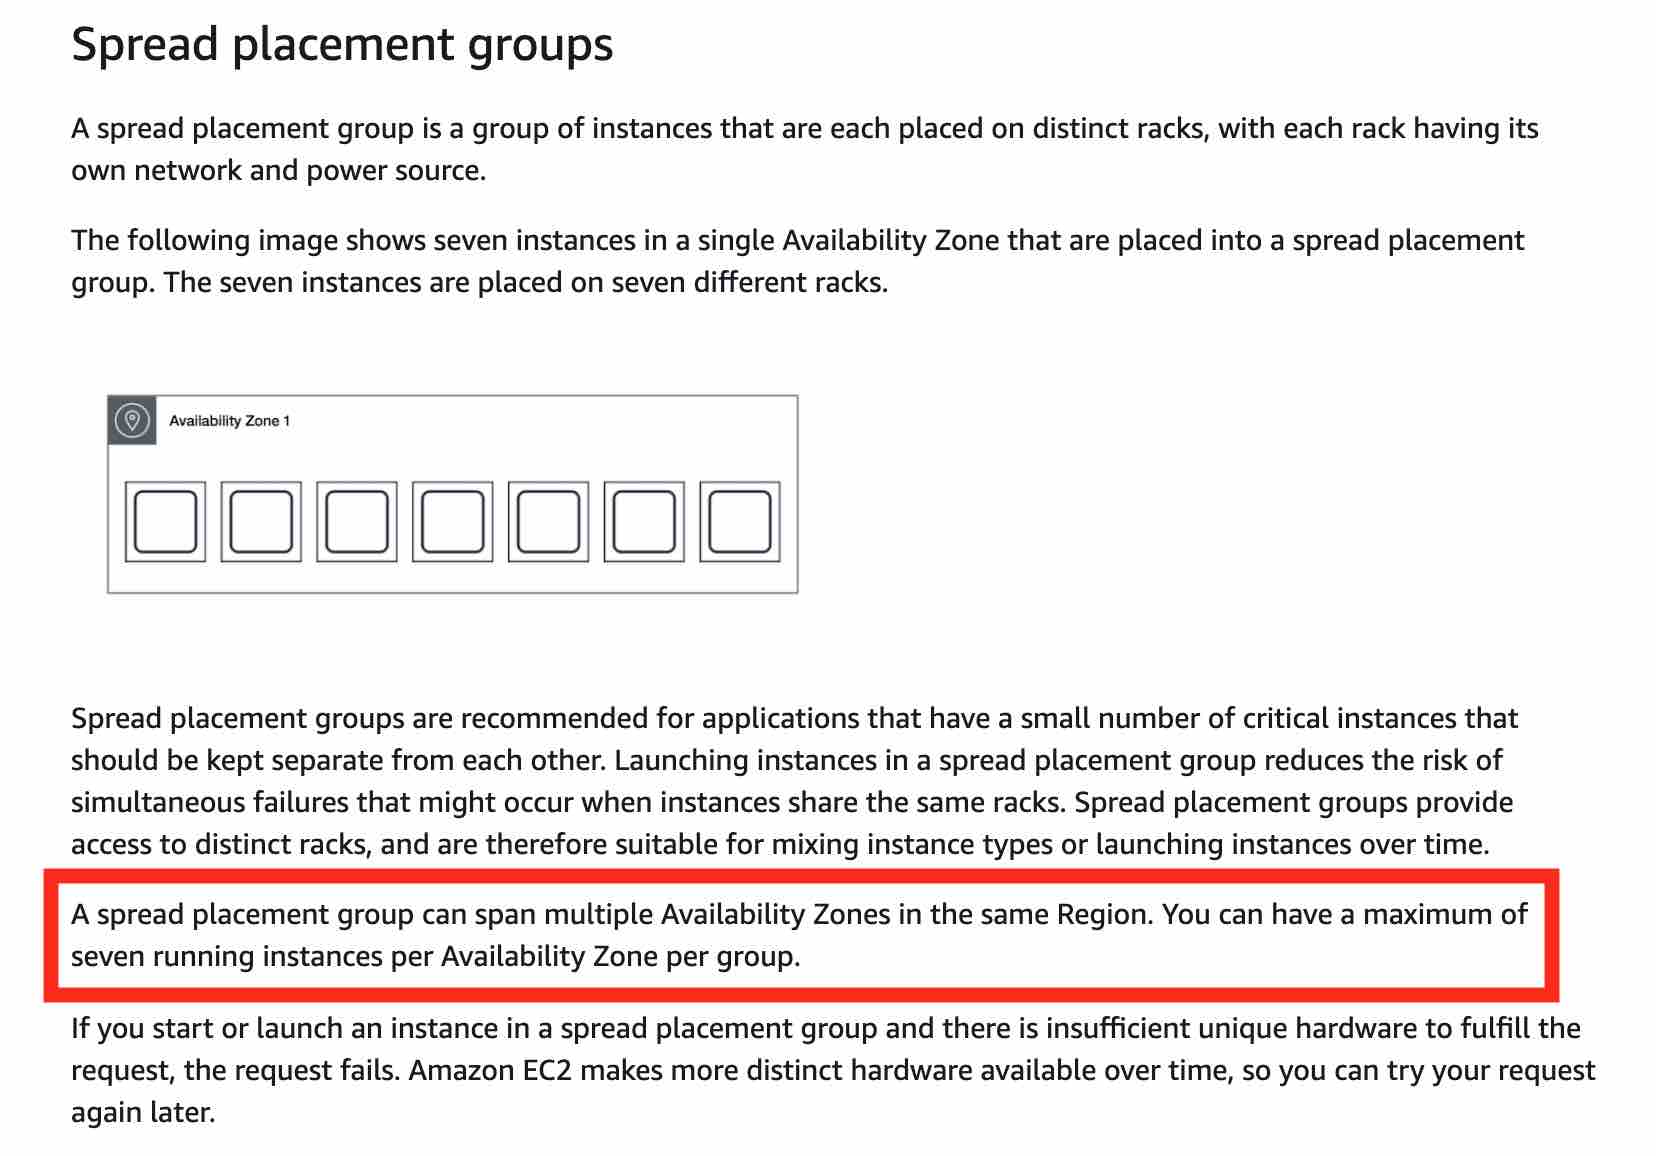 Spread placement groups
A spread placement group is a group of instances that are each placed on distinct racks, with each rack having its
own network and power source.
The following image shows seven instances in a single Availability Zone that are placed into a spread placement
group. The seven instances are placed on seven different racks.
Availability Zone 1
Spread placement groups are recommended for applications that have a small number of critical instances that
should be kept separate from each other. Launching instances in a spread placement group reduces the risk of
simultaneous failures that might occur when instances share the same racks. Spread placement groups provide
access to distinct racks, and are therefore suitable for mixing instance types or launching instances over time.
A spread placement group can span multiple Availability Zones in the same Region. You can have a maximum of
seven running instances per Availability Zone per group.
If you start or launch an instance in a spread placement group and there is insufficient unique hardware to fulfill the
request, the request fails. Amazon EC2 makes more distinct hardware available over time, so you can try your request
again later.